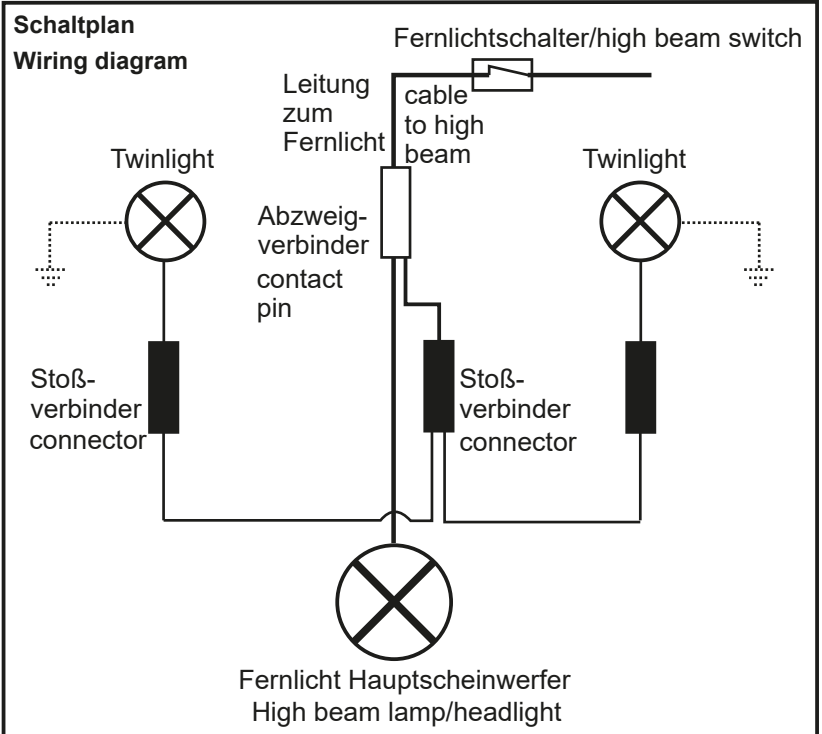 Schaltplan
Wiring diagram
Fernlichtschalter/high beam switch
Leitung
zum
Fernlicht
cable
to high
beam
Twinlight
Twinlight
Abzweig-
verbinder
contact
pin
Stoß-
verbinder
connector
Stoß-
verbinder
connector
Fernlicht Hauptscheinwerfer
High beam lamp/headlight